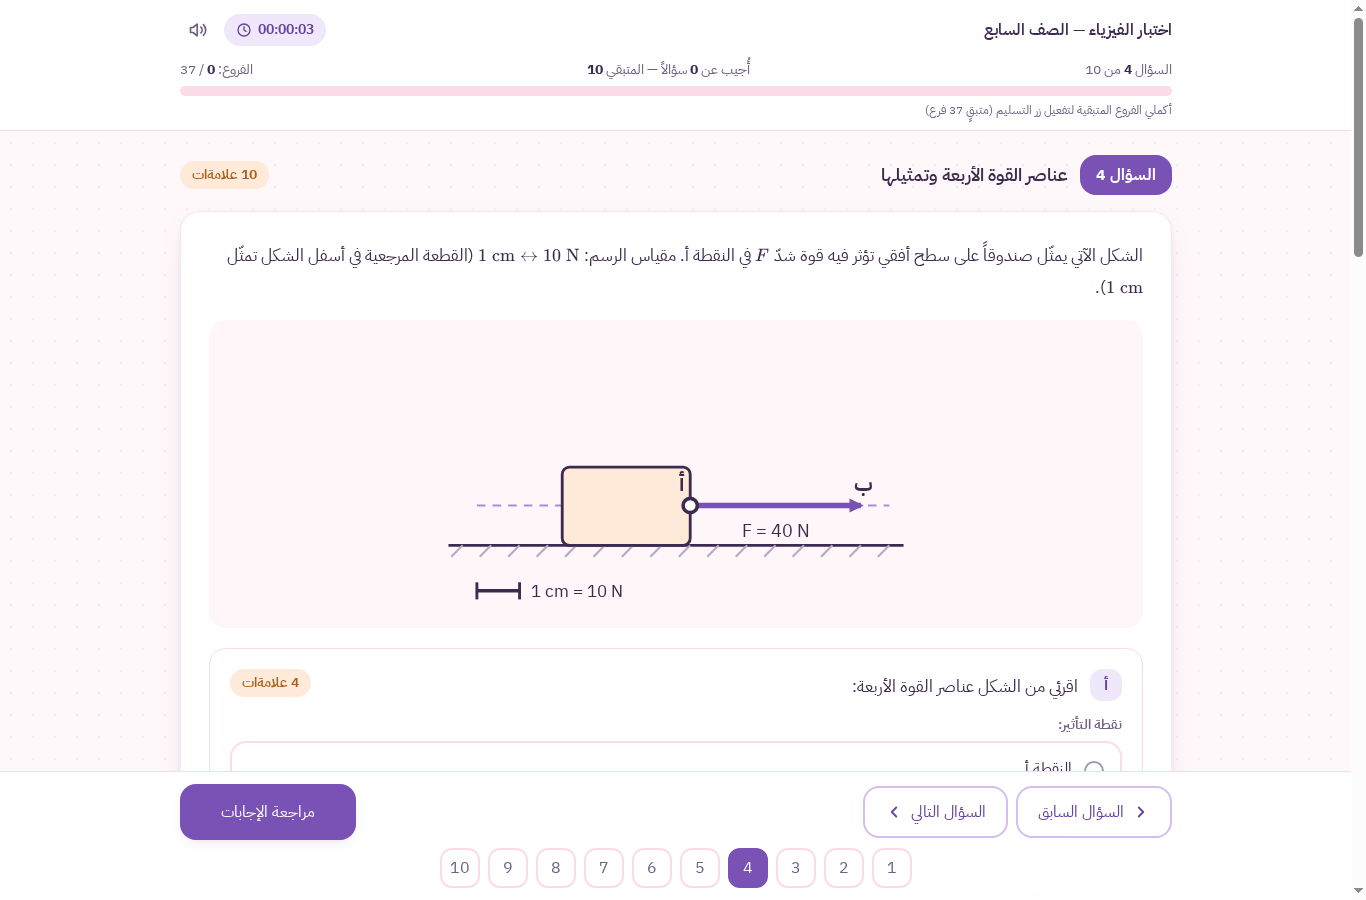 اختبار الفيزياء — الصف السابع
00:00:03
السؤال 4 من 10
أُجيب عن 0 سؤالاً — المتبقي 10
الفروع: 0 / 37
أكملي الفروع المتبقية لتفعيل زر التسليم (متبقٍ 37 فرع)
السؤال 4
عناصر القوة الأربعة وتمثيلها
10 علامات
الشكل الآتي يمثّل صندوقاً على سطح أفقي تؤثر فيه قوة شدّ F في النقطة أ. مقياس الرسم: 1 cm ↔ 10 N (القطعة المرجعية في أسفل الشكل تمثّل
1 cm).
أ
ب
F = 40 N
1 cm = 10 N
أ
اقرئي من الشكل عناصر القوة الأربعة:
4 علامات
نقطة التأثير:
النقطة أ
السؤال السابق
السؤال التالي
مراجعة الإجابات
1 2 3 4 5 6 7 8 9 10